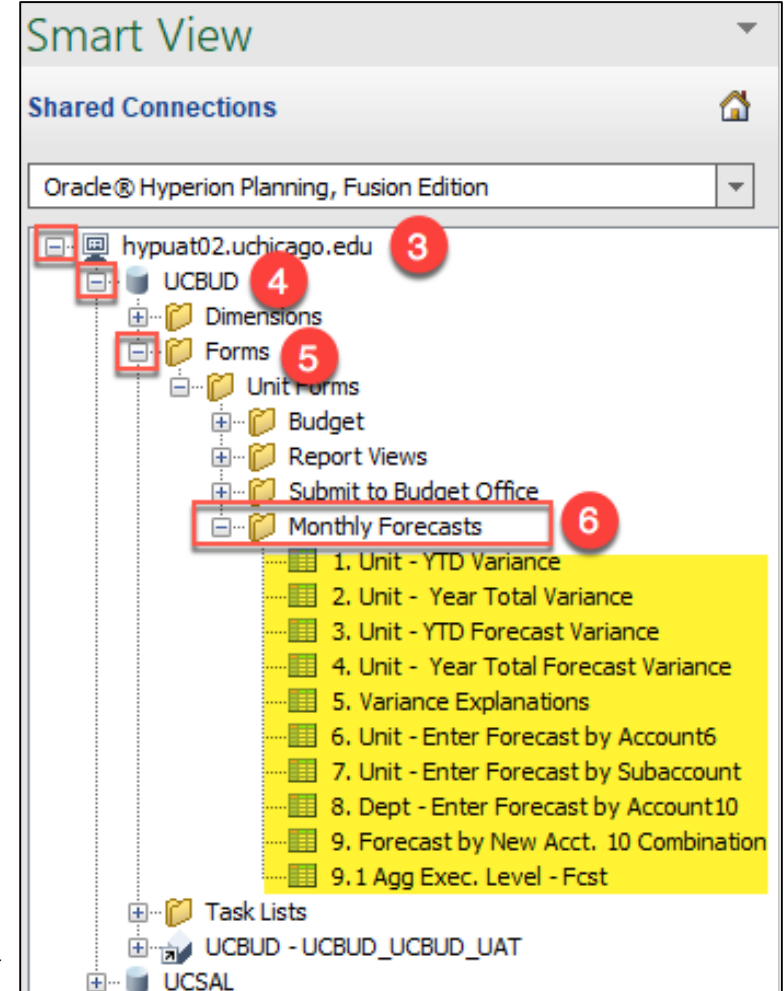 Smart View
Shared Connections
Oracle® Hyperion Planning, Fusion Edition
hypuat02.uchicago.edu 3
UCBUD 4
Dimensions
Forms 5
Unit Forms
Budget
Report Views
Submit to Budget Office
Monthly Forecasts 6
1. Unit - YTD Variance
2. Unit - Year Total Variance
3. Unit - YTD Forecast Variance
4. Unit - Year Total Forecast Variance
5. Variance Explanations
6. Unit - Enter Forecast by Account6
7. Unit - Enter Forecast by Subaccount
8. Dept - Enter Forecast by Account10
9. Forecast by New Acct. 10 Combination
9.1 Agg Exec. Level - Fcst
Task Lists
UCBUD - UCBUD_UCBUD_UAT
UCSAL